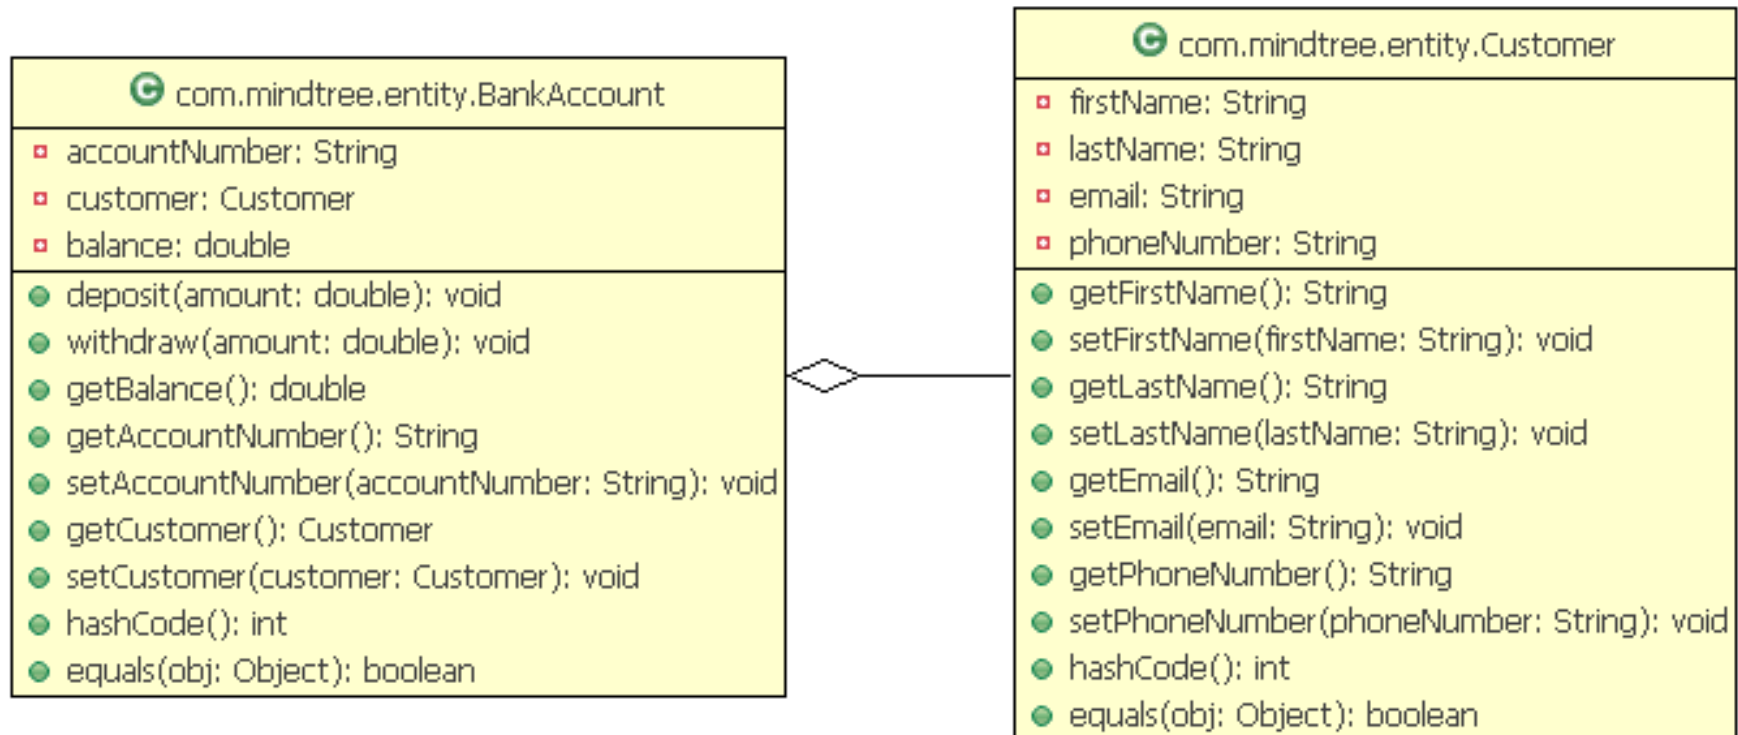 C com.mindtree.entity.BankAccount
accountNumber: String
customer: Customer
balance: double
deposit(amount: double): void
withdraw(amount: double): void
getBalance(): double
getAccountNumber(): String
setAccountNumber(accountNumber: String): void
getCustomer(): Customer
setCustomer(customer: Customer): void
hashCode(): int
equals(obj: Object): boolean
C com.mindtree.entity.Customer
firstName: String
lastName: String
email: String
phoneNumber: String
getFirstName(): String
setFirstName(firstName: String): void
getLastName(): String
setLastName(lastName: String): void
getEmail(): String
setEmail(email: String): void
getPhoneNumber(): String
setPhoneNumber(phoneNumber: String): void
hashCode(): int
equals(obj: Object): boolean